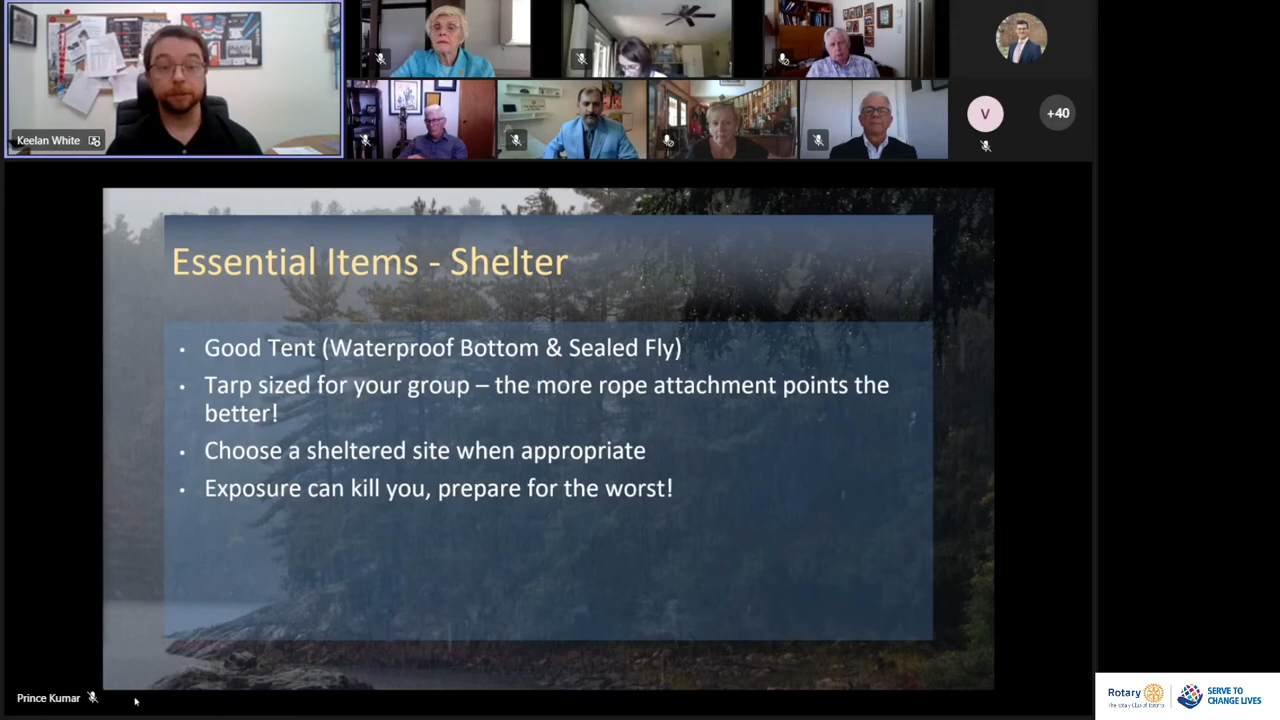 Keelan White
V
+40
Essential Items - Shelter
• Good Tent (Waterproof Bottom & Sealed Fly)
• Tarp sized for your group – the more rope attachment points the
better!
• Choose a sheltered site when appropriate
• Exposure can kill you, prepare for the worst!
Prince Kumar
Rotary
SERVE TO
CHANGE LIVES